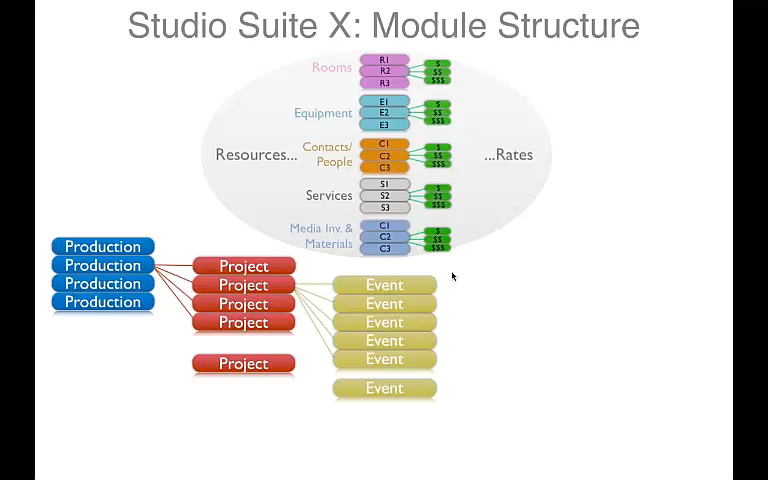 Studio Suite X: Module Structure
Rooms
R1
R2
R3
$
$$
$$$
Equipment
E1
E2
E3
$
$$
$$$
Resources...
...Rates
Contacts/
People
C1
C2
C3
$
$$
$$$
Services
S1
S2
S3
$
$$
$$$
Media Inv. &
Materials
C1
C2
C3
$
$$
$$$
Production
Production
Production
Production
Project
Project
Project
Project
Project
Event
Event
Event
Event
Event
Event